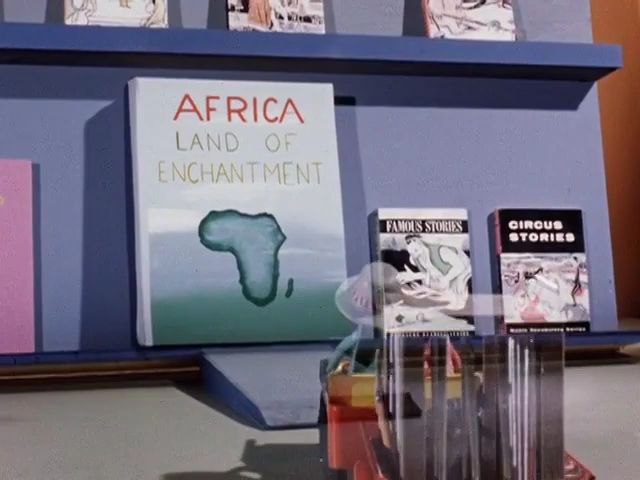 AFRICA
LAND OF
ENCHANTMENT
FAMOUS STORIES
CIRCUS
STORIES